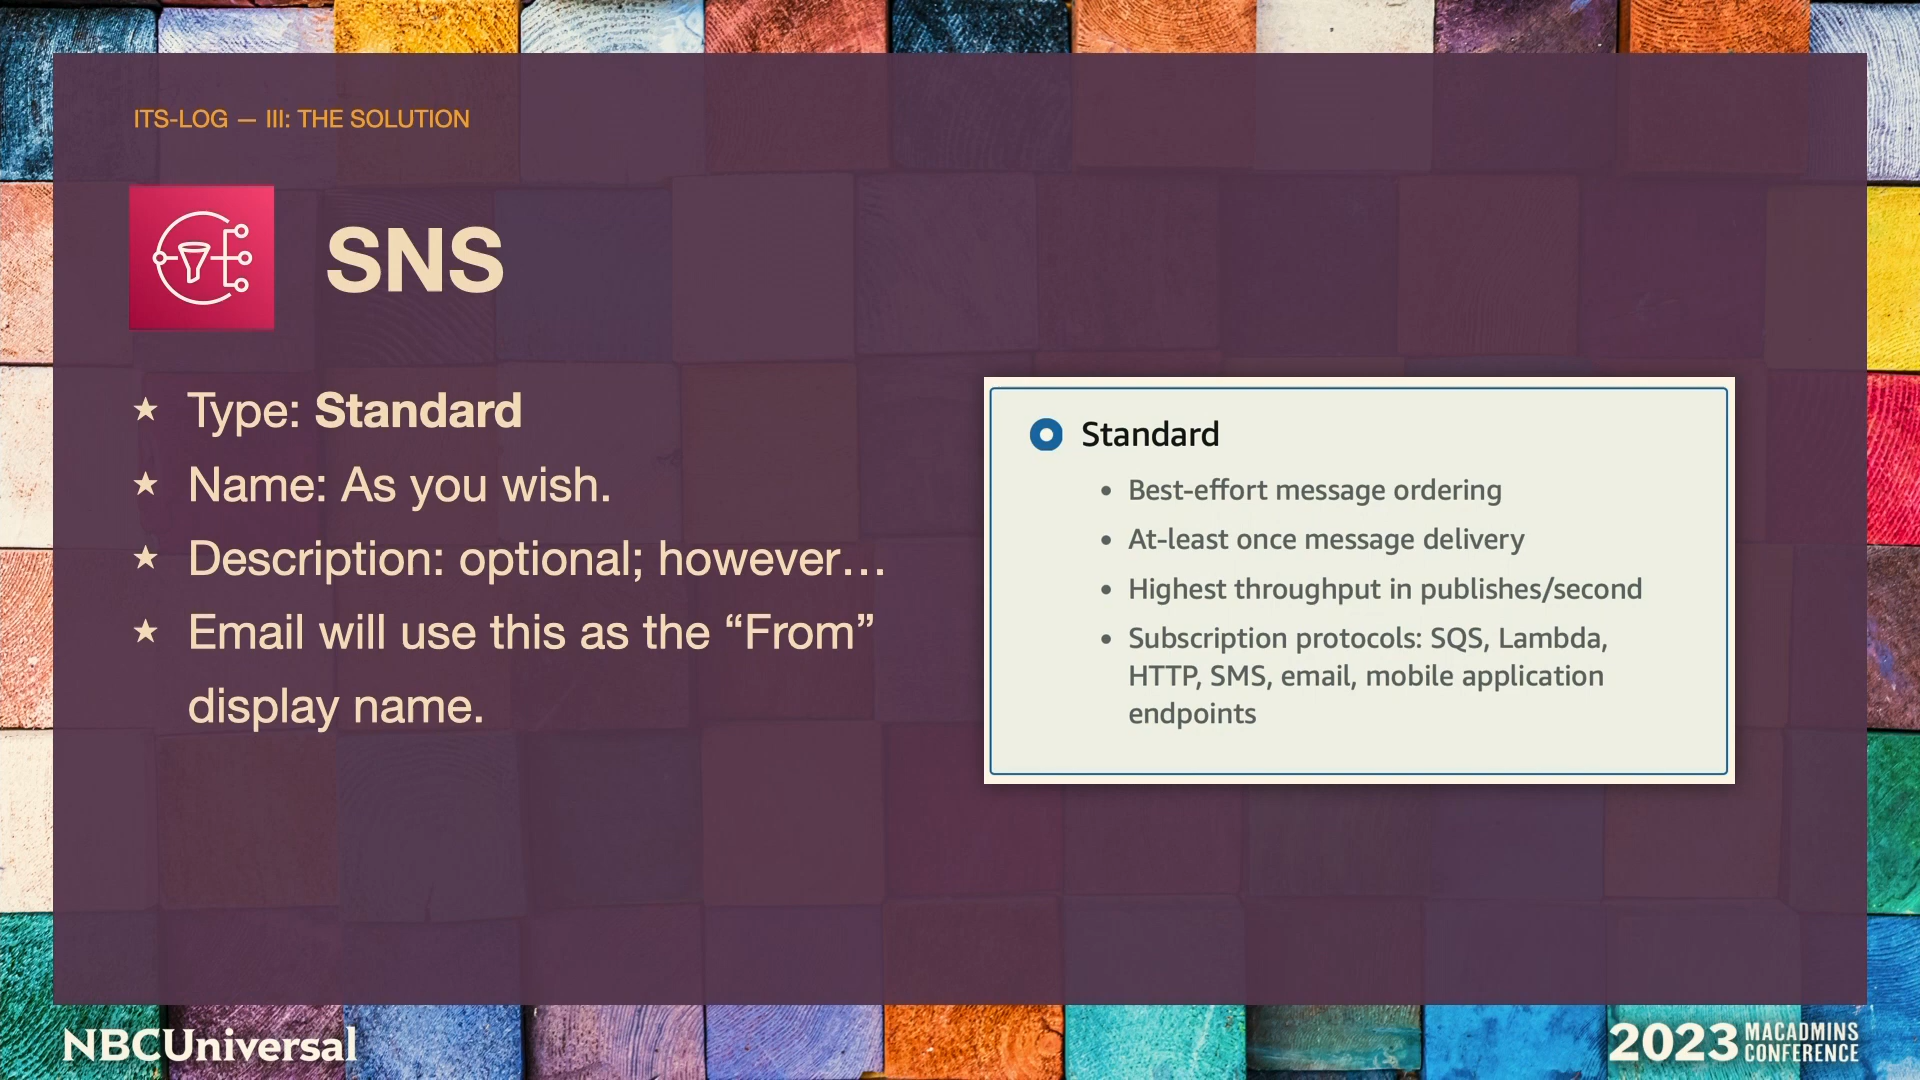 ITS-LOG — III: THE SOLUTION
SNS
★ Type: Standard
★ Name: As you wish.
★ Description: optional; however…
★ Email will use this as the “From”
display name.
Standard
• Best-effort message ordering
• At-least once message delivery
• Highest throughput in publishes/second
• Subscription protocols: SQS, Lambda,
HTTP, SMS, email, mobile application
endpoints
NBCUniversal
2023 MACADMINS
CONFERENCE